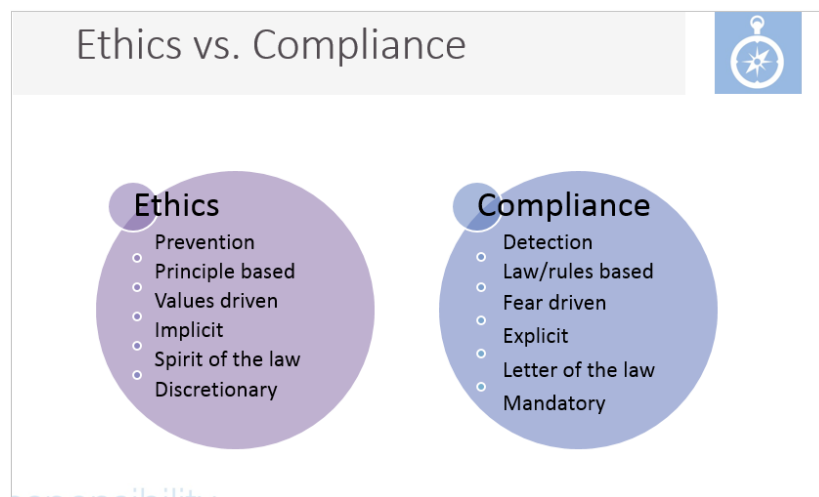 Ethics vs. Compliance
Ethics
Prevention
Principle based
Values driven
Implicit
Spirit of the law
Discretionary
Compliance
Detection
Law/rules based
Fear driven
Explicit
Letter of the law
Mandatory